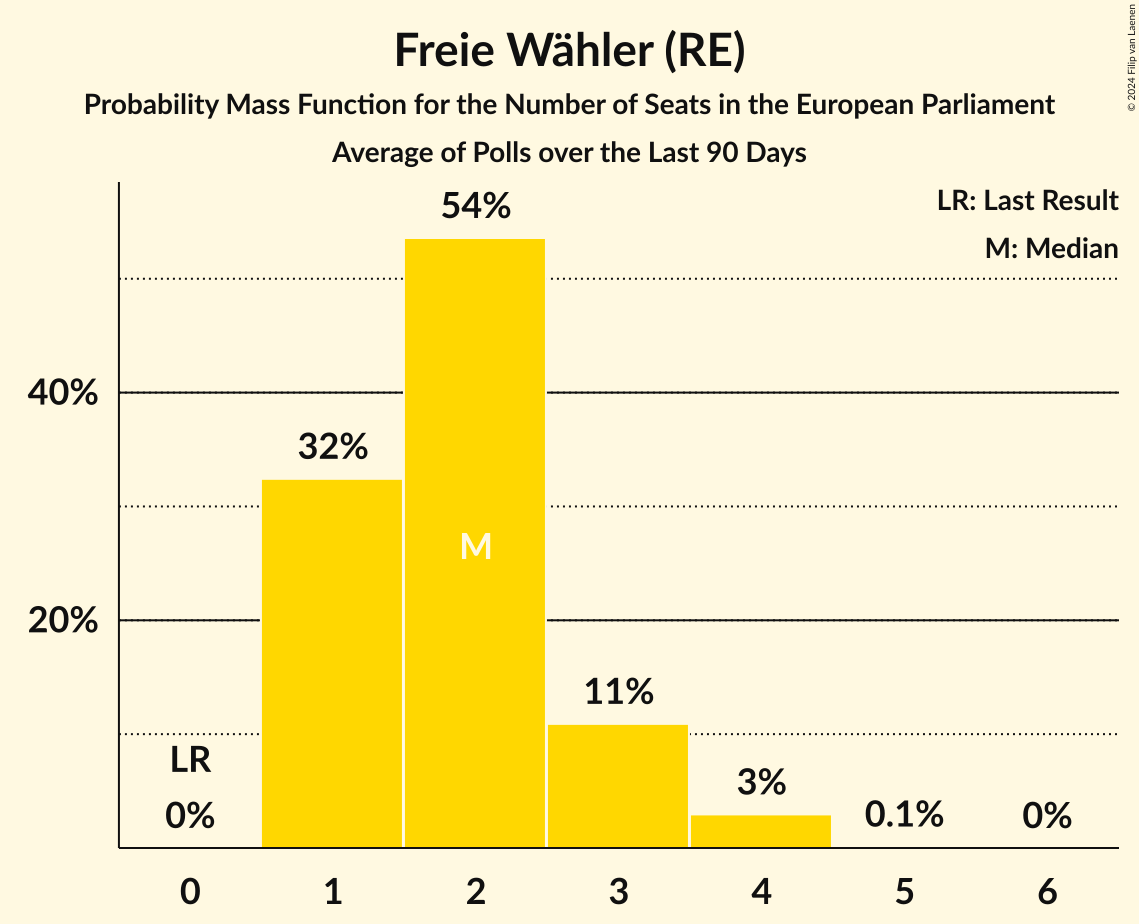 Freie Wähler (RE)
Probability Mass Function for the Number of Seats in the European Parliament
Average of Polls over the Last 90 Days
© 2024 Filip van Laenen
LR: Last Result
M: Median
54%
40%
32%
M
20%
11%
LR
3%
0%
0.1%
0%
0 1 2 3 4 5 6